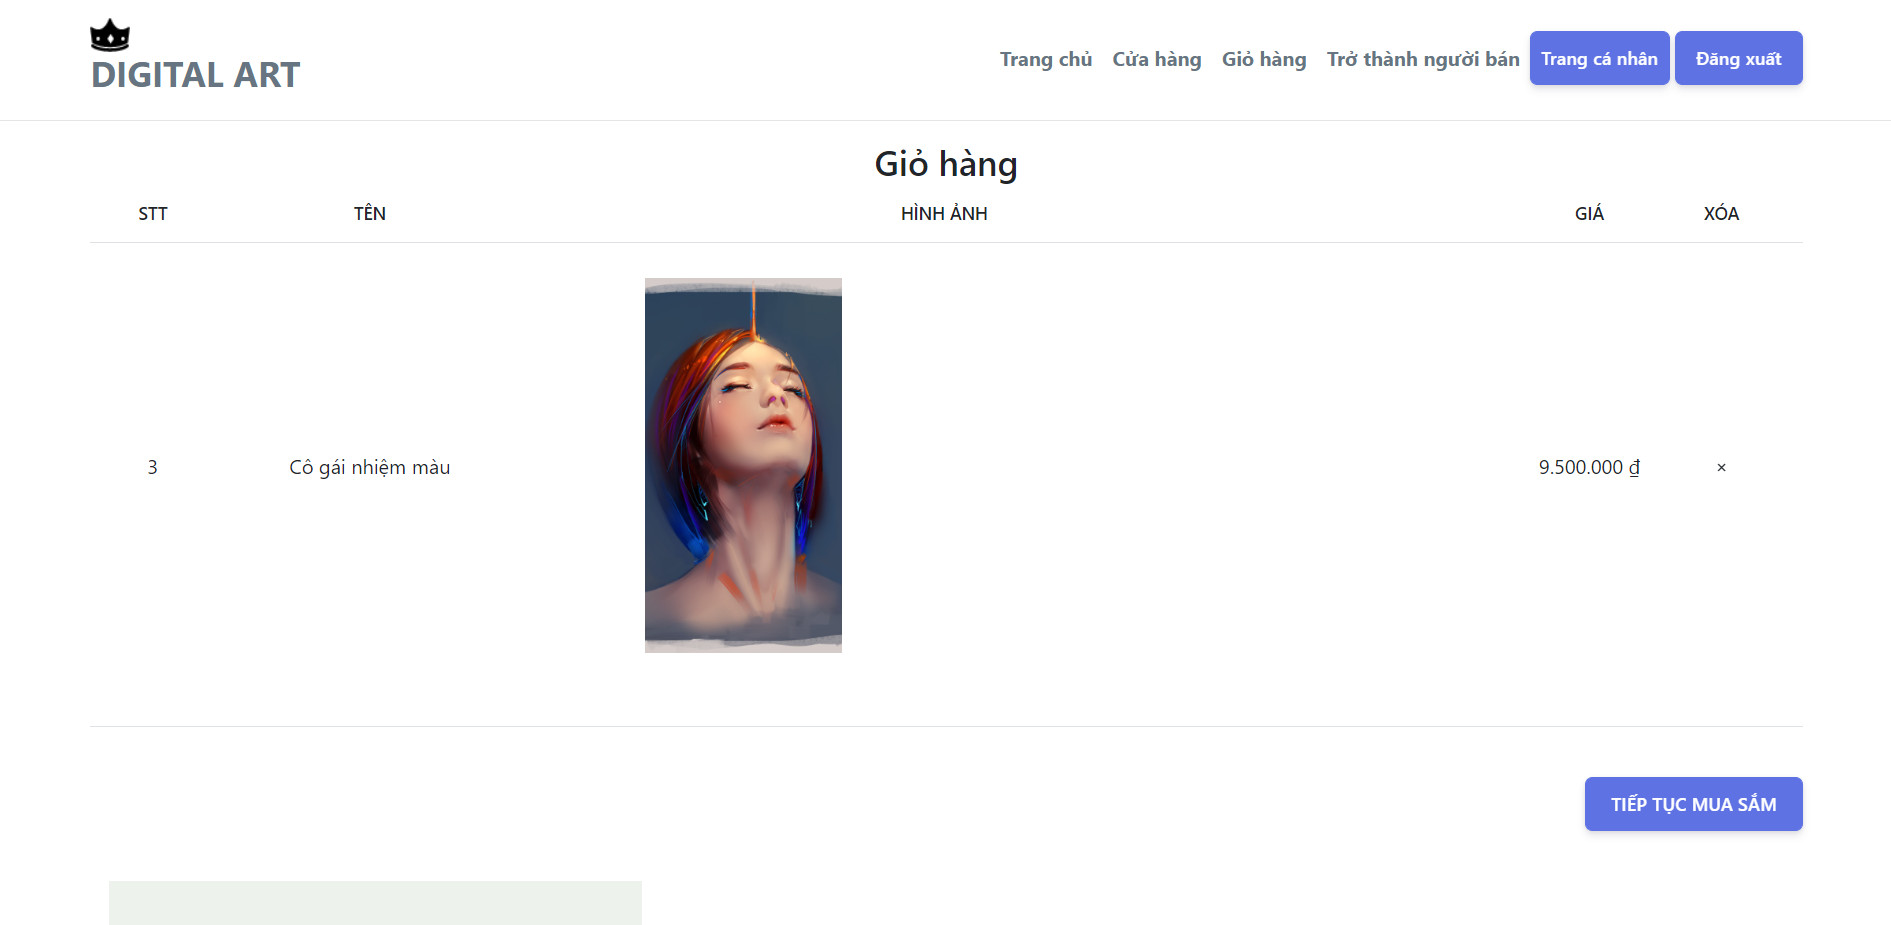 DIGITAL ART
Trang chủ Cửa hàng Giỏ hàng Trở thành người bán Trang cá nhân Đăng xuất
Giỏ hàng
STT TÊN HÌNH ẢNH GIÁ XÓA
3 Cô gái nhiệm màu 9.500.000 ₫ ×
TIẾP TỤC MUA SẮM